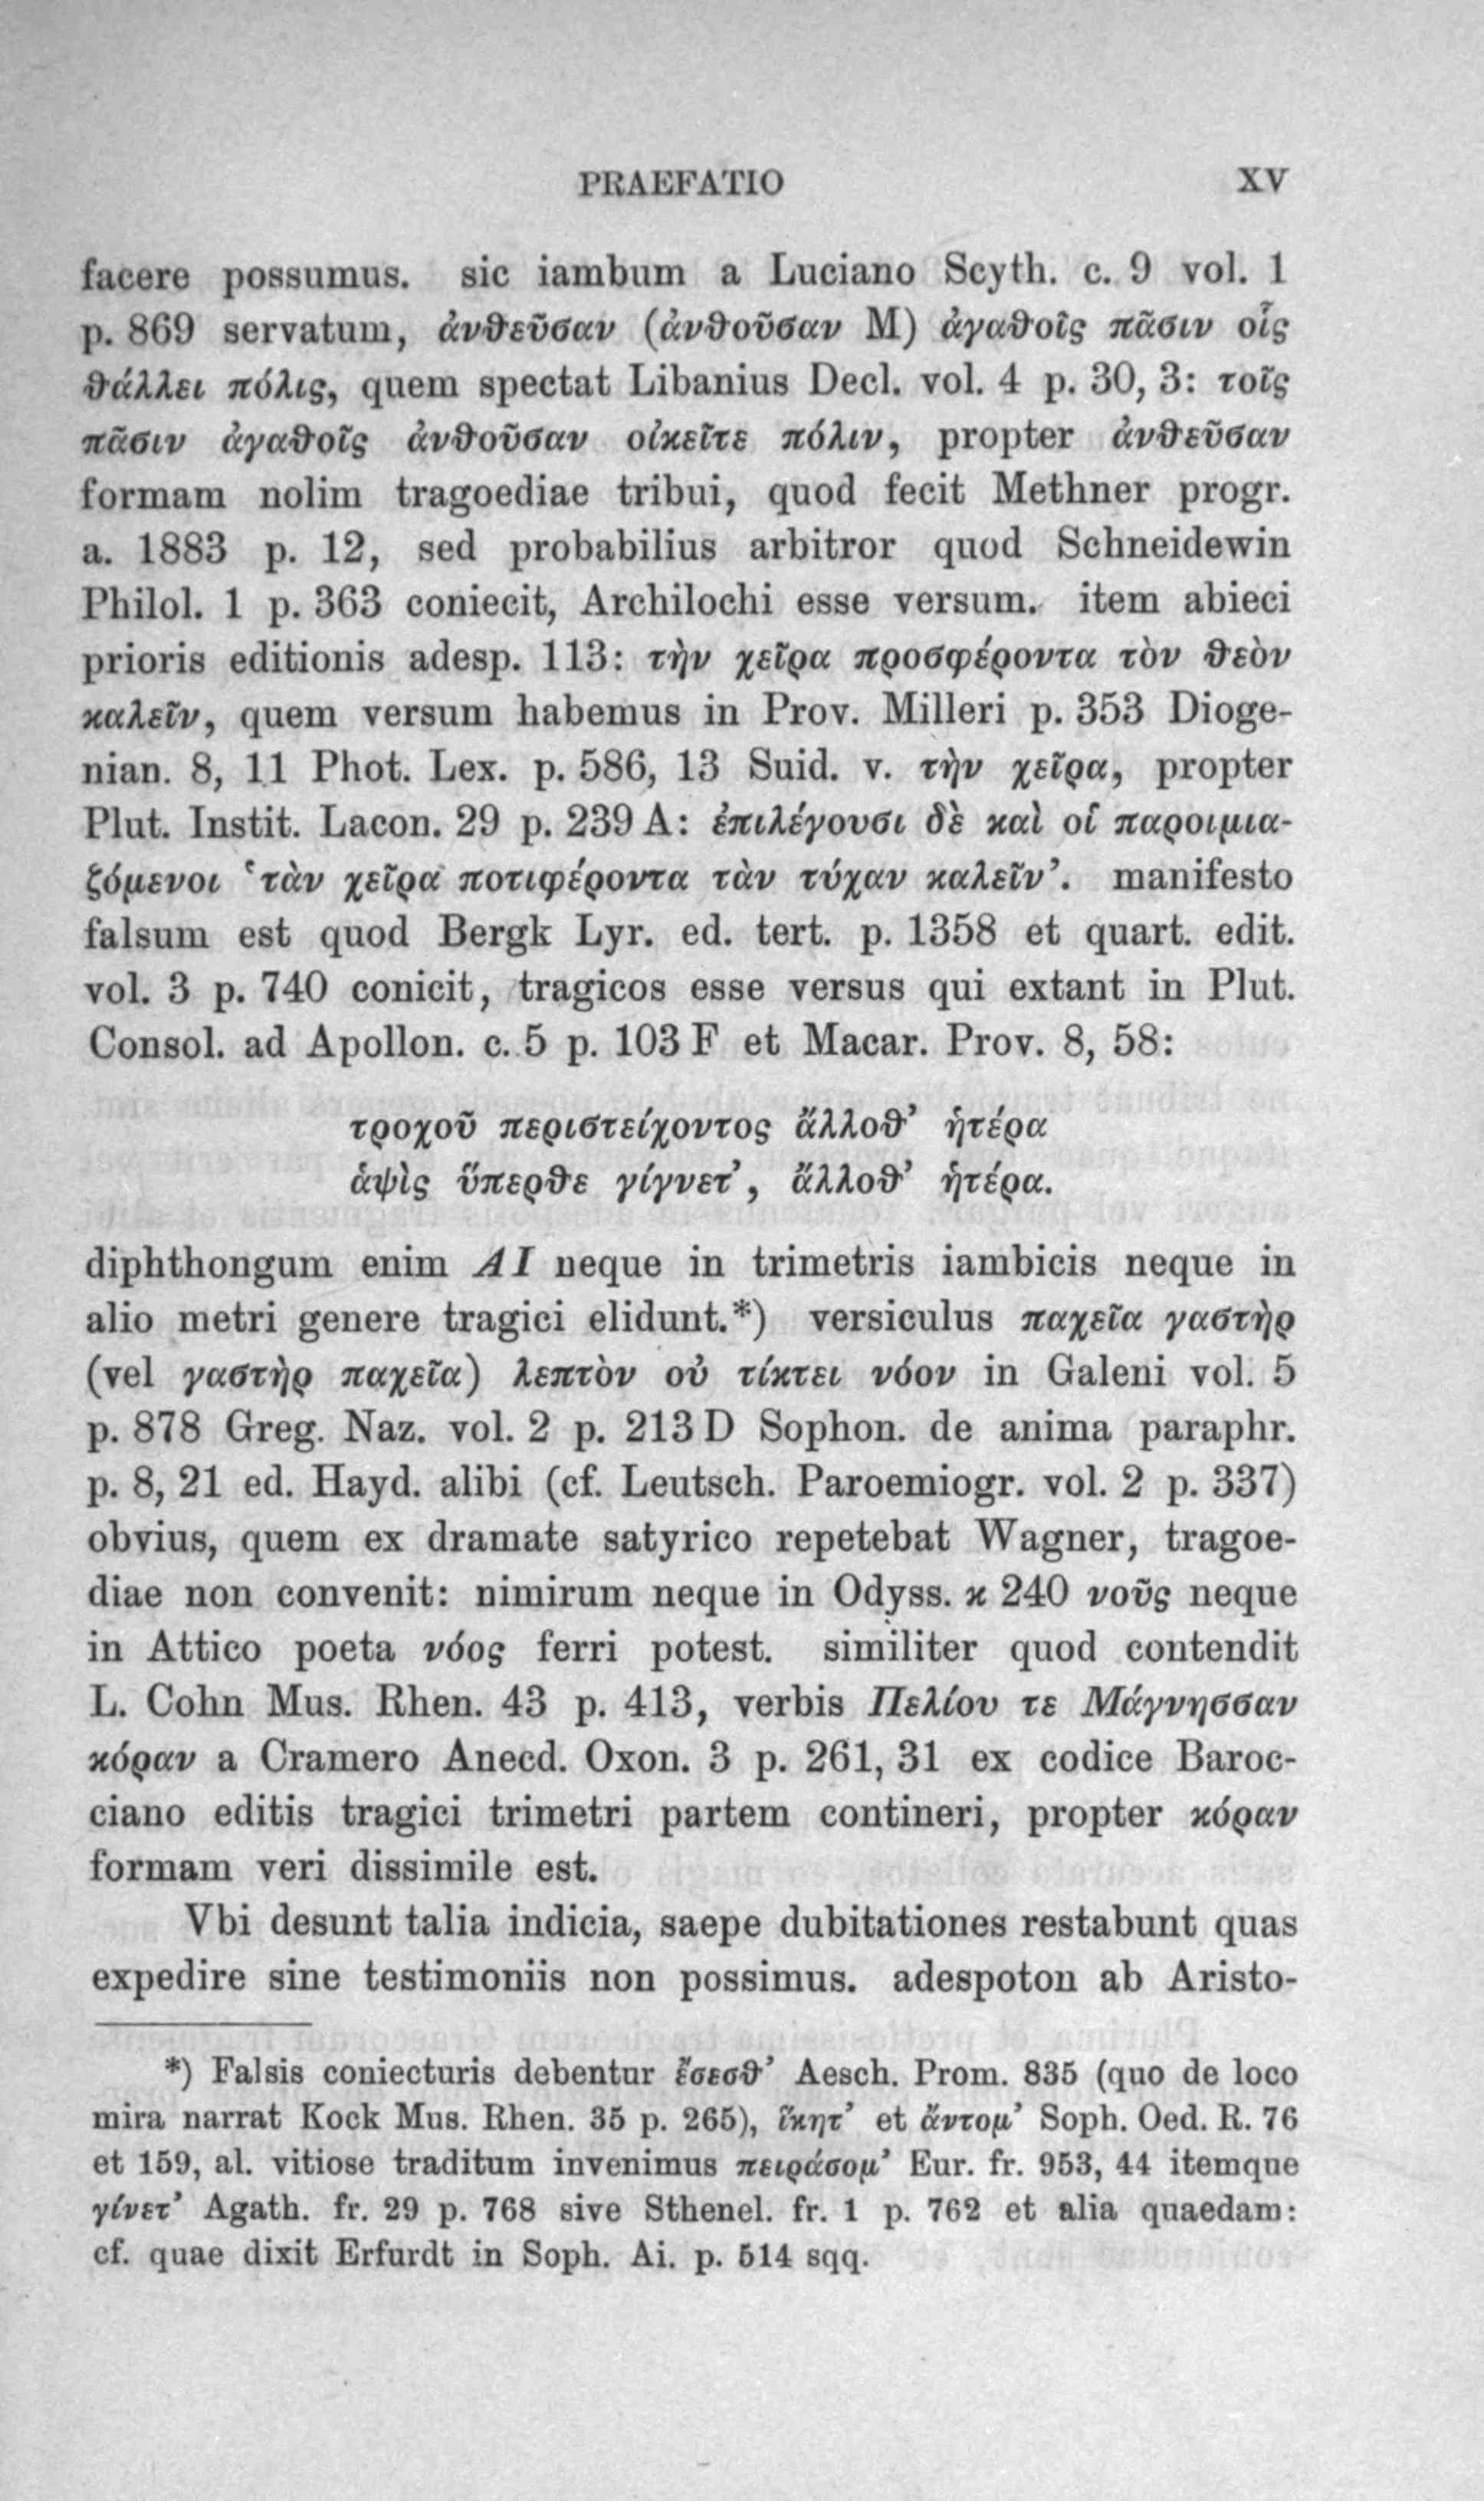 PRAEFATIO XV
facere possumus. sic iambum a Luciano Scyth. c. 9 vol. 1
p. 869 servatum, ἀνθεῦσαν (ἀνθοῦσαν M) ἀγαθοῖς πᾶσιν οἷς
θάλλει πόλις, quem spectat Libanius Decl. vol. 4 p. 30, 3: τοῖς
πᾶσιν ἀγαθοῖς ἀνθοῦσαν οἰκεῖτε πόλιν, propter ἀνθεῦσαν
formam nolim tragoediae tribui, quod fecit Methner progr.
a. 1883 p. 12, sed probabilius arbitror quod Schneidewin
Philol. 1 p. 363 coniecit, Archilochi esse versum. item abieci
prioris editionis adesp. 113: τὴν χεῖρα προσφέροντα τὸν θεὸν
καλεῖν, quem versum habemus in Prov. Milleri p. 353 Dioge-
nian. 8, 11 Phot. Lex. p. 586, 13 Suid. v. τὴν χεῖρα, propter
Plut. Instit. Lacon. 29 p. 239 A: ἐπιλέγουσι δὲ καὶ οἱ παροιμια-
ζόμενοι ‘τὰν χεῖρα ποτιφέροντα τὰν τύχαν καλεῖν’. manifesto
falsum est quod Bergk Lyr. ed. tert. p. 1358 et quart. edit.
vol. 3 p. 740 conicit, tragicos esse versus qui extant in Plut.
Consol. ad Apollon. c. 5 p. 103 F et Macar. Prov. 8, 58:
τροχοῦ περιστείχοντος ἄλλοθ’ ἡτέρα
ἁψὶς ὕπερθε γίγνετ’, ἄλλοθ’ ἡτέρα.
diphthongum enim ΑΙ neque in trimetris iambicis neque in
alio metri genere tragici elidunt.*) versiculus παχεῖα γαστὴρ
(vel γαστὴρ παχεῖα) λεπτὸν οὐ τίκτει νόον in Galeni vol. 5
p. 878 Greg. Naz. vol. 2 p. 213 D Sophon. de anima paraphr.
p. 8, 21 ed. Hayd. alibi (cf. Leutsch. Paroemiogr. vol. 2 p. 337)
obvius, quem ex dramate satyrico repetebat Wagner, tragoe-
diae non convenit: nimirum neque in Odyss. κ 240 νοῦς neque
in Attico poeta νόος ferri potest. similiter quod contendit
L. Cohn Mus. Rhen. 43 p. 413, verbis Πελίου τε Μάγνησσαν
κόραν a Cramero Anecd. Oxon. 3 p. 261, 31 ex codice Baroc-
ciano editis tragici trimetri partem contineri, propter κόραν
formam veri dissimile est.
Vbi desunt talia indicia, saepe dubitationes restabunt quas
expedire sine testimoniis non possimus. adespoton ab Aristo-
*) Falsis coniecturis debentur ἔσεσθ’ Aesch. Prom. 835 (quo de loco
mira narrat Kock Mus. Rhen. 35 p. 265), ἵκητ’ et ἄντομ’ Soph. Oed. R. 76
et 159, al. vitiose traditum invenimus πειράσομ’ Eur. fr. 953, 44 itemque
γίνετ’ Agath. fr. 29 p. 768 sive Sthenel. fr. 1 p. 762 et alia quaedam:
cf. quae dixit Erfurdt in Soph. Ai. p. 514 sqq.